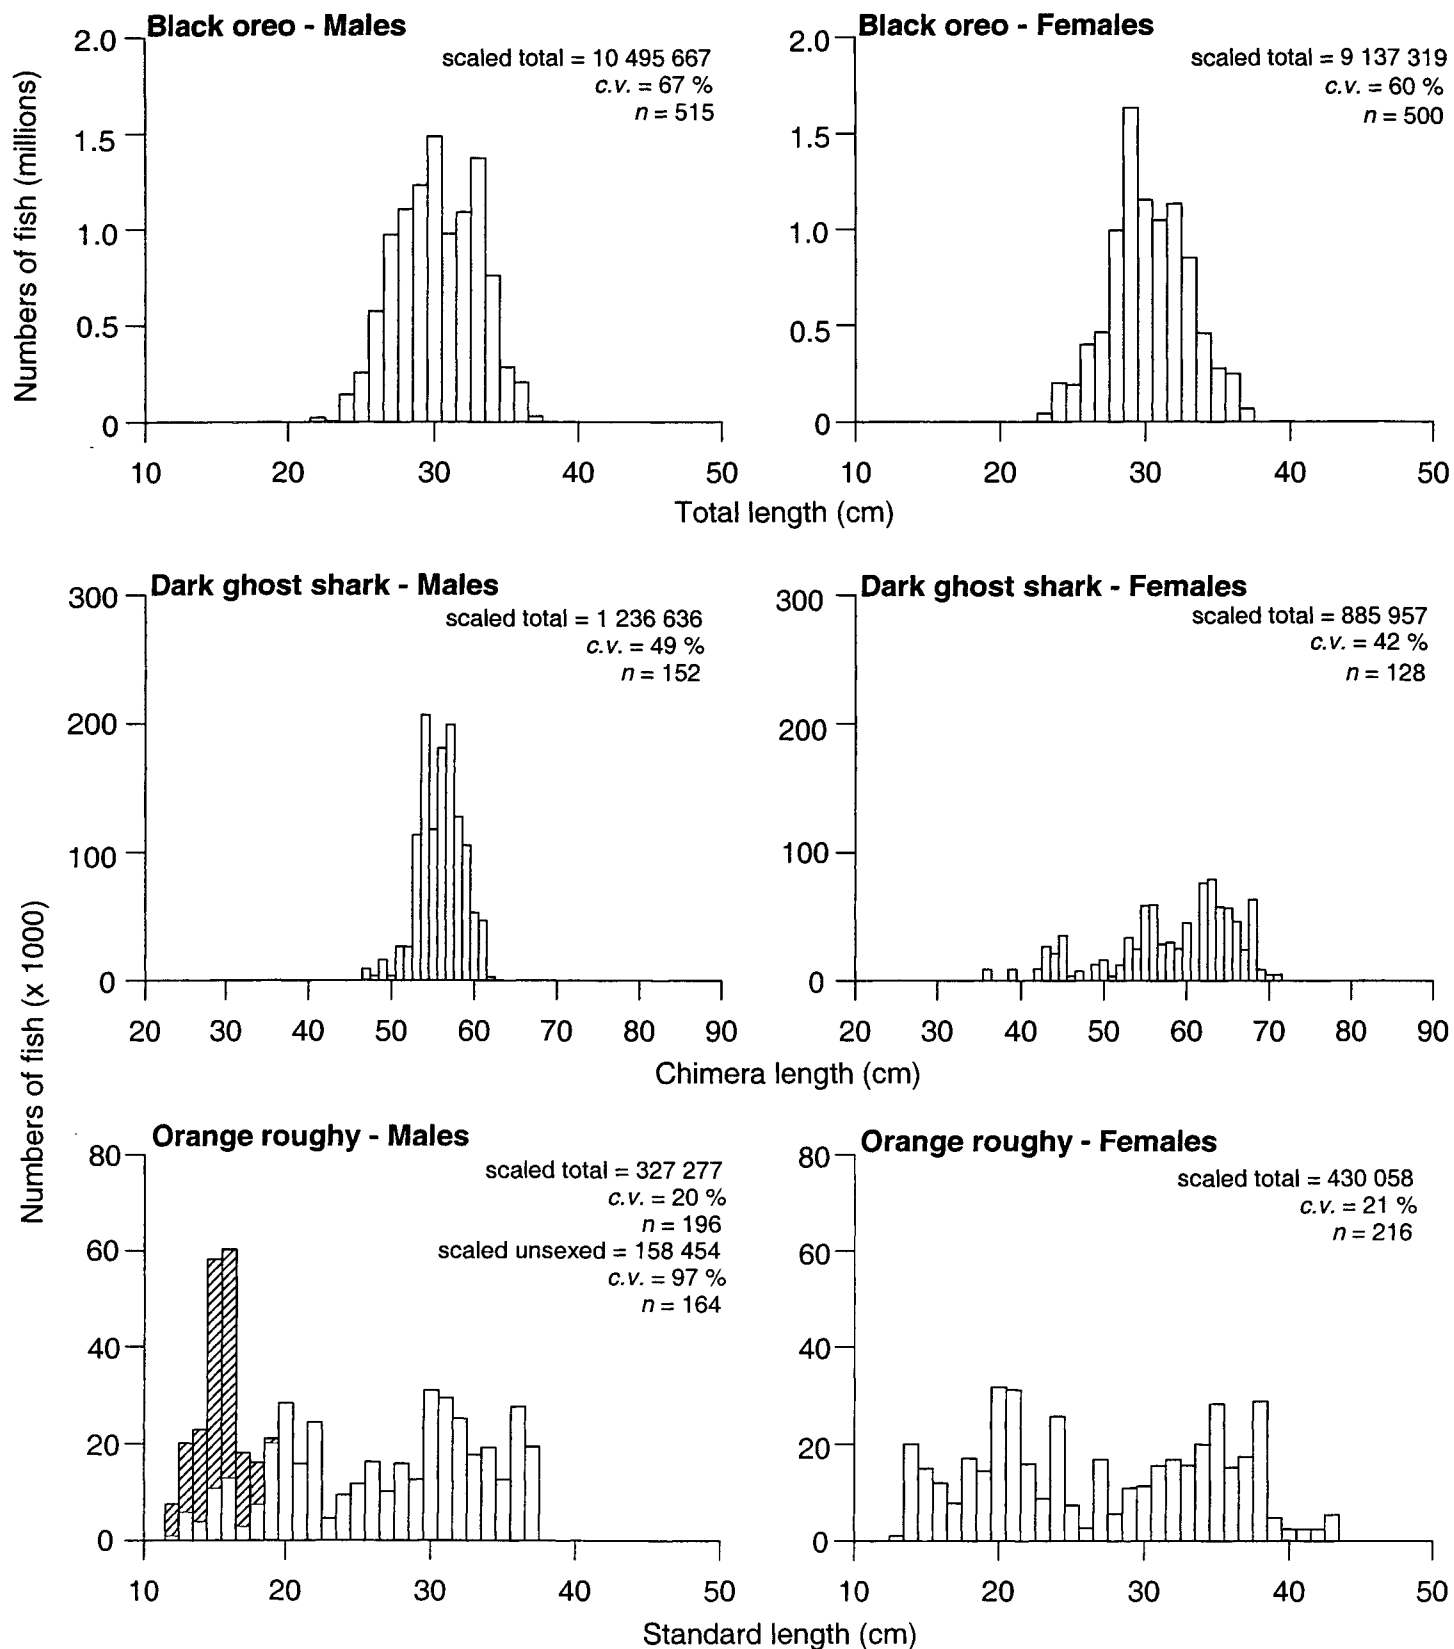 Black oreo - Males
scaled total = 10 495 667
c.v. = 67 %
n = 515
Numbers of fish (millions)
2.0
1.5
1.0
0.5
0
10 20 30 40 50
Black oreo - Females
scaled total = 9 137 319
c.v. = 60 %
n = 500
2.0
1.5
1.0
0.5
0
10 20 30 40 50
Total length (cm)
Dark ghost shark - Males
scaled total = 1 236 636
c.v. = 49 %
n = 152
Numbers of fish (x 1000)
300
200
100
0
20 30 40 50 60 70 80 90
Dark ghost shark - Females
scaled total = 885 957
c.v. = 42 %
n = 128
300
200
100
0
20 30 40 50 60 70 80 90
Chimera length (cm)
Orange roughy - Males
scaled total = 327 277
c.v. = 20 %
n = 196
scaled unsexed = 158 454
c.v. = 97 %
n = 164
80
60
40
20
0
10 20 30 40 50
Orange roughy - Females
scaled total = 430 058
c.v. = 21 %
n = 216
80
60
40
20
0
10 20 30 40 50
Standard length (cm)